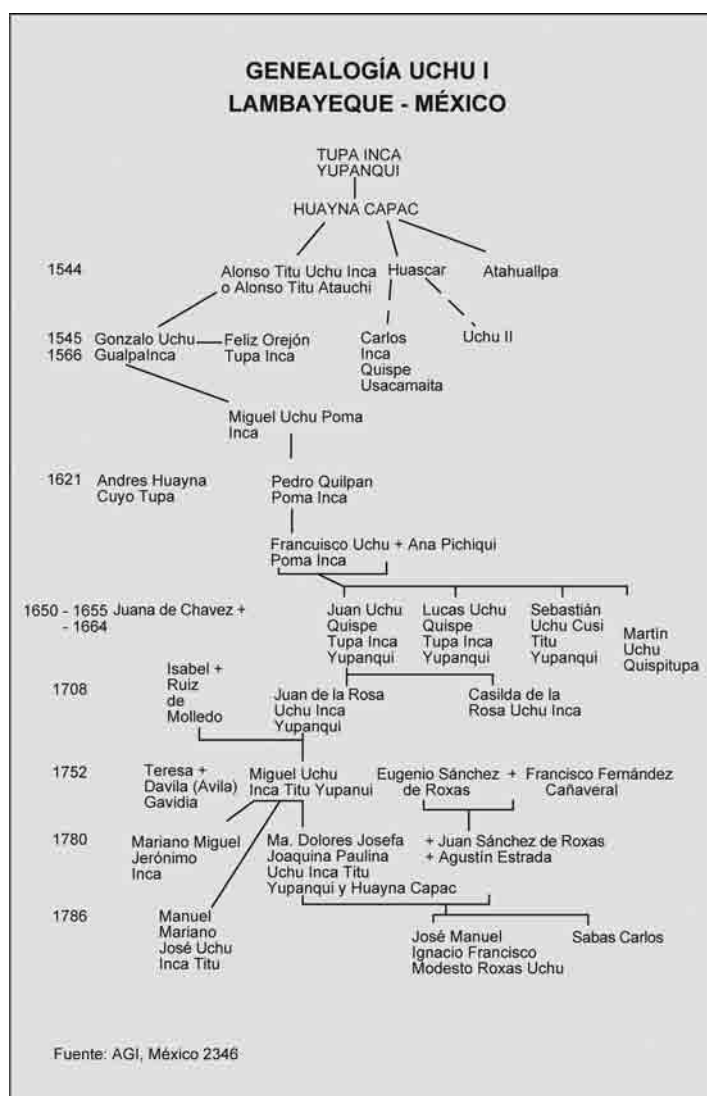 GENEALOGÍA UCHU I
LAMBAYEQUE - MÉXICO
TUPA INCA
YUPANQUI
HUAYNA CAPAC
1544
Alonso Titu Uchu Inca
o Alonso Titu Atauchi
Huascar
Atahuallpa
1545
1566
Gonzalo Uchu
GualpaInca
Feliz Orejón
Tupa Inca
Carlos
Inca
Quispe
Usacamaita
Uchu II
Miguel Uchu Poma
Inca
1621
Andres Huayna
Cuyo Tupa
Pedro Quilpan
Poma Inca
Francuisco Uchu + Ana Pichiqui
Poma Inca
1650 - 1655
- 1664
Juana de Chavez +
Juan Uchu
Quispe
Tupa Inca
Yupanqui
Lucas Uchu
Quispe
Tupa Inca
Yupanqui
Sebastián
Uchu Cusi
Titu
Yupanqui
Martín
Uchu
Quispitupa
1708
Isabel +
Ruiz
de
Molledo
Juan de la Rosa
Uchu Inca
Yupanqui
Casilda de la
Rosa Uchu Inca
1752
Teresa +
Davila (Avila)
Gavidia
Miguel Uchu
Inca Titu Yupanui
Eugenio Sánchez
de Roxas
+ Francisco Fernández
Cañaveral
1780
Mariano Miguel
Jerónimo
Inca
Ma. Dolores Josefa
Joaquina Paulina
Uchu Inca Titu
Yupanqui y Huayna Capac
+ Juan Sánchez de Roxas
+ Agustín Estrada
1786
Manuel
Mariano
José Uchu
Inca Titu
José Manuel
Ignacio Francisco
Modesto Roxas Uchu
Sabas Carlos
Fuente: AGI, México 2346